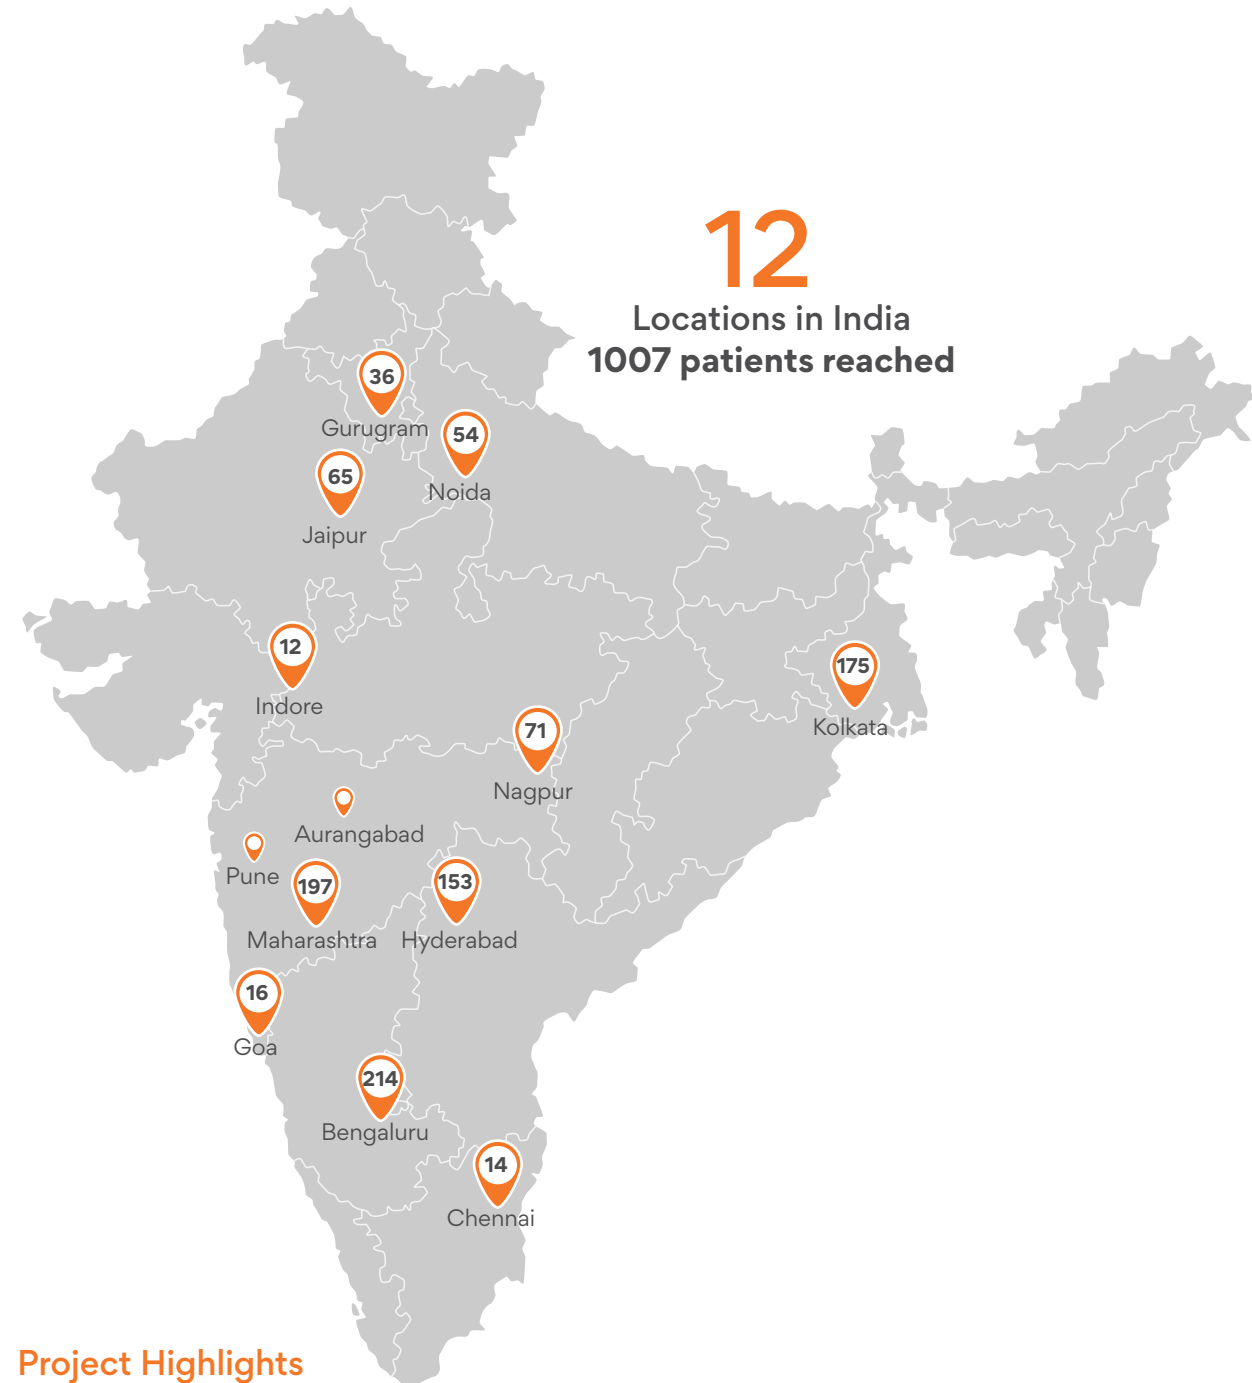 12
Locations in India
1007 patients reached
36
Gurugram
54
Noida
65
Jaipur
12
Indore
175
Kolkata
71
Nagpur
Aurangabad
Pune
197
Maharashtra
153
Hyderabad
16
Goa
214
Bengaluru
14
Chennai
Project Highlights